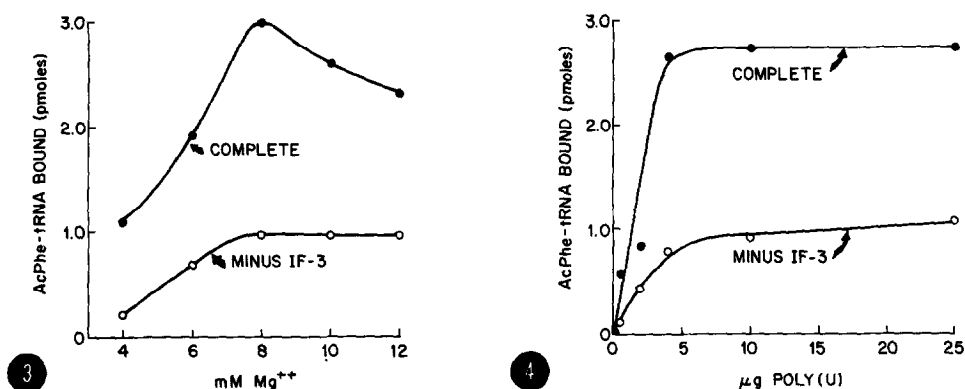 3.0
2.0
1.0
0
AcPhe-tRNA BOUND (pmoles)
COMPLETE
MINUS IF-3
4 6 8 10 12
mM Mg++
3
3.0
2.0
1.0
0
AcPhe-tRNA BOUND (pmoles)
COMPLETE
MINUS IF-3
0 5 10 15 20 25
μg POLY(U)
4